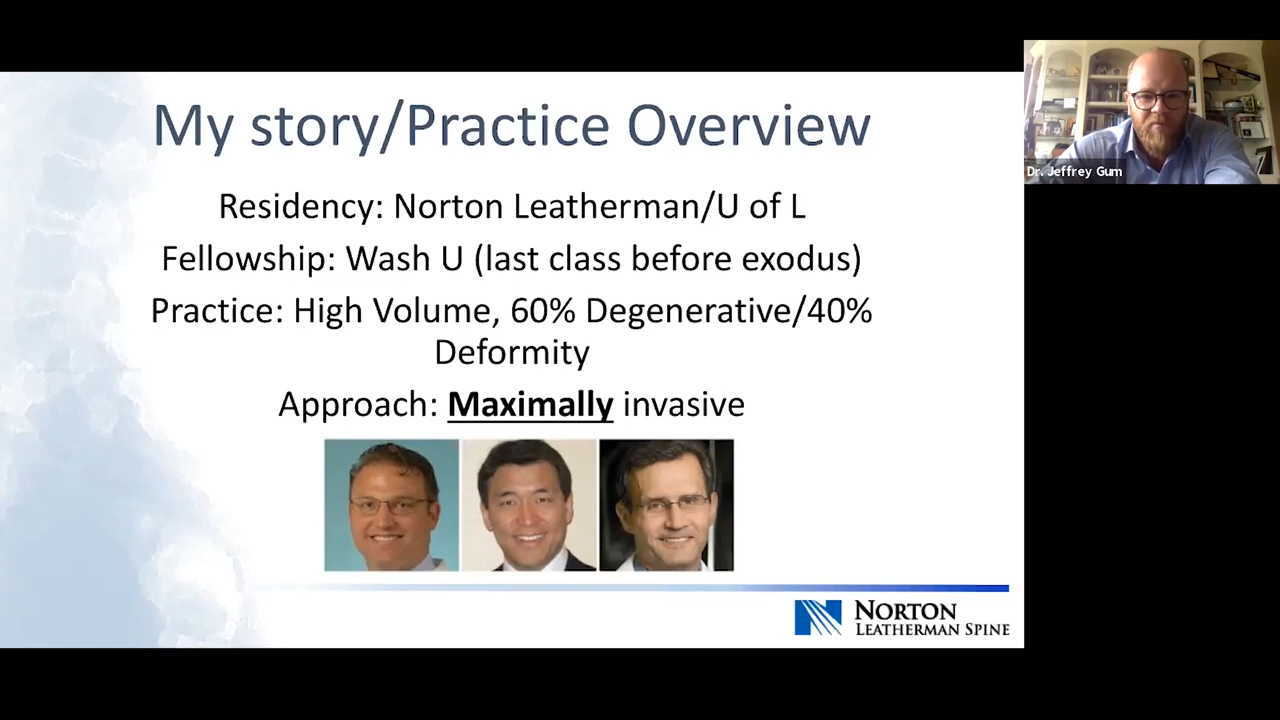 My story/Practice Overview
Residency: Norton Leatherman/U of L
Fellowship: Wash U (last class before exodus)
Practice: High Volume, 60% Degenerative/40%
Deformity
Approach: Maximally invasive
NORTON
LEATHERMAN SPINE
Dr. Jeffrey Gum